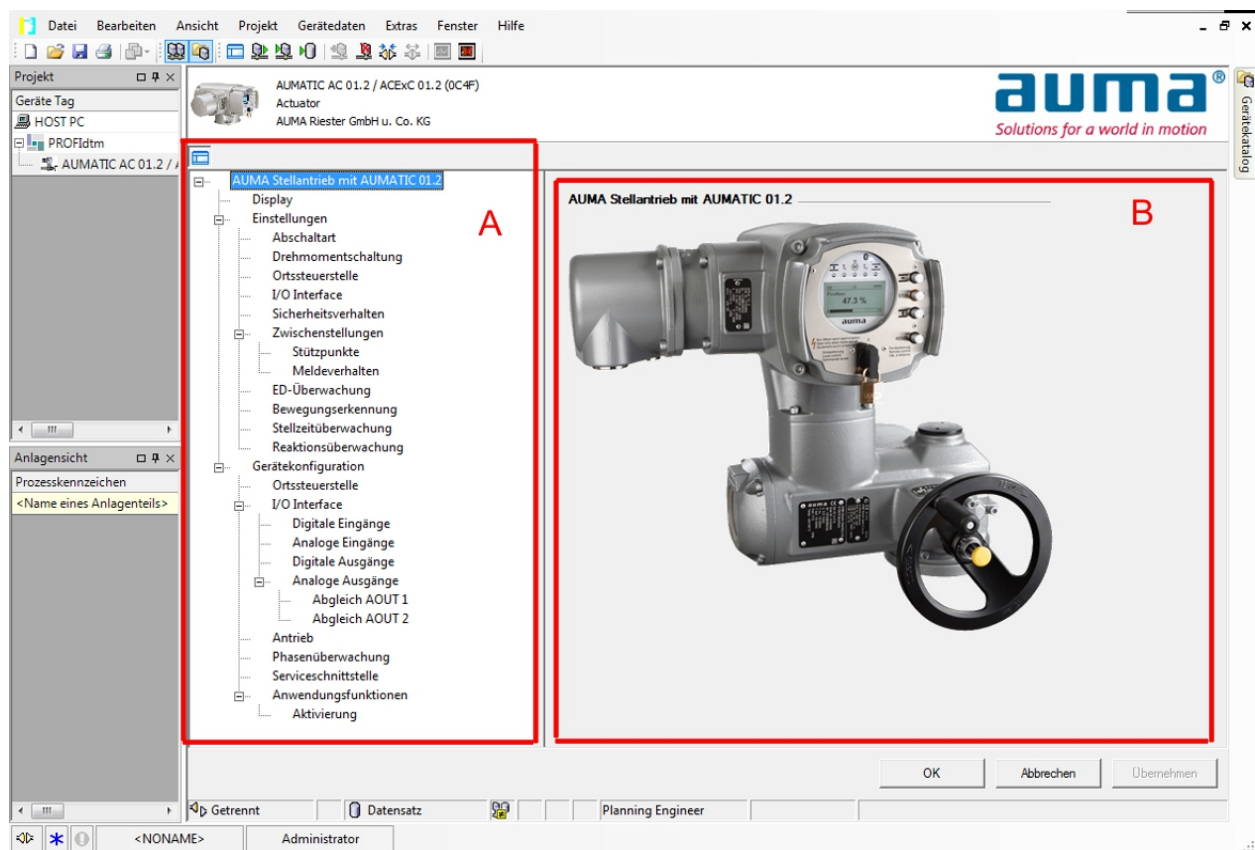 Datei Bearbeiten Ansicht Projekt Gerätedaten Extras Fenster Hilfe
Projekt
Geräte Tag
HOST PC
PROFIdtm
AUMATIC AC 01.2 /
AUMATIC AC 01.2 / ACExC 01.2 (0C4F)
Actuator
AUMA Riester GmbH u. Co. KG
auma®
Solutions for a world in motion
Gerätekatalog
A
AUMA Stellantrieb mit AUMATIC 01.2
Display
Einstellungen
Abschaltart
Drehmomentschaltung
Ortssteuerstelle
I/O Interface
Sicherheitsverhalten
Zwischenstellungen
Stützpunkte
Meldeverhalten
ED-Überwachung
Bewegungserkennung
Stellzeitüberwachung
Reaktionsüberwachung
Gerätekonfiguration
Ortssteuerstelle
I/O Interface
Digitale Eingänge
Analoge Eingänge
Digitale Ausgänge
Analoge Ausgänge
Abgleich AOUT 1
Abgleich AOUT 2
Antrieb
Phasenüberwachung
Serviceschnittstelle
Anwendungsfunktionen
Aktivierung
B
AUMA Stellantrieb mit AUMATIC 01.2
47.3 %
auma
auma
Anlagensicht
Prozesskennzeichen
<Name eines Anlagenteils>
OK Abbrechen Übernehmen
Getrennt Datensatz Planning Engineer
<NONAME> Administrator